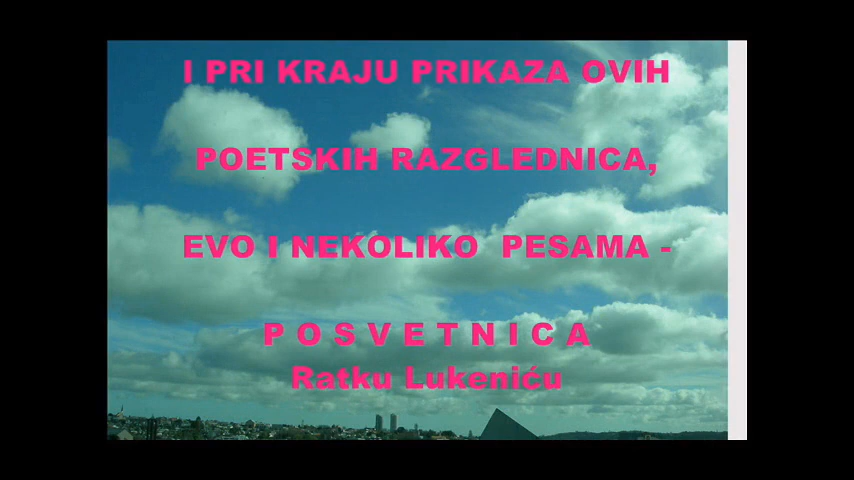 I PRI KRAJU PRIKAZA OVIH
POETSKIH RAZGLEDNICA,
EVO I NEKOLIKO PESAMA -
P O S V E T N I C A
Ratku Lukeniću